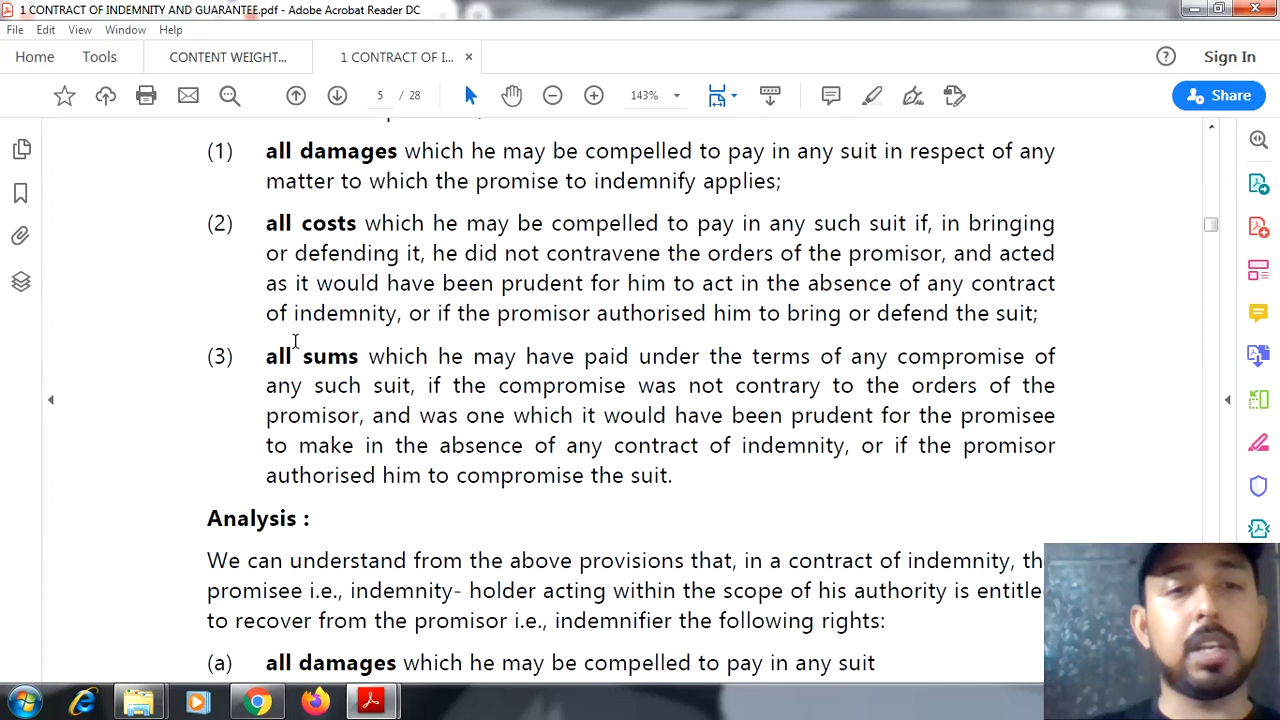 1 CONTRACT OF INDEMNITY AND GUARANTEE.pdf - Adobe Acrobat Reader DC
File Edit View Window Help
Home Tools CONTENT WEIGHT... 1 CONTRACT OF I... × Sign In
5 / 28 143% Share
(1) all damages which he may be compelled to pay in any suit in respect of any
matter to which the promise to indemnify applies;
(2) all costs which he may be compelled to pay in any such suit if, in bringing
or defending it, he did not contravene the orders of the promisor, and acted
as it would have been prudent for him to act in the absence of any contract
of indemnity, or if the promisor authorised him to bring or defend the suit;
(3) all sums which he may have paid under the terms of any compromise of
any such suit, if the compromise was not contrary to the orders of the
promisor, and was one which it would have been prudent for the promisee
to make in the absence of any contract of indemnity, or if the promisor
authorised him to compromise the suit.
Analysis :
We can understand from the above provisions that, in a contract of indemnity,
promisee i.e., indemnity- holder acting within the scope of his authority is
to recover from the promisor i.e., indemnifier the following rights:
(a) all damages which he may be compelled to pay in any suit